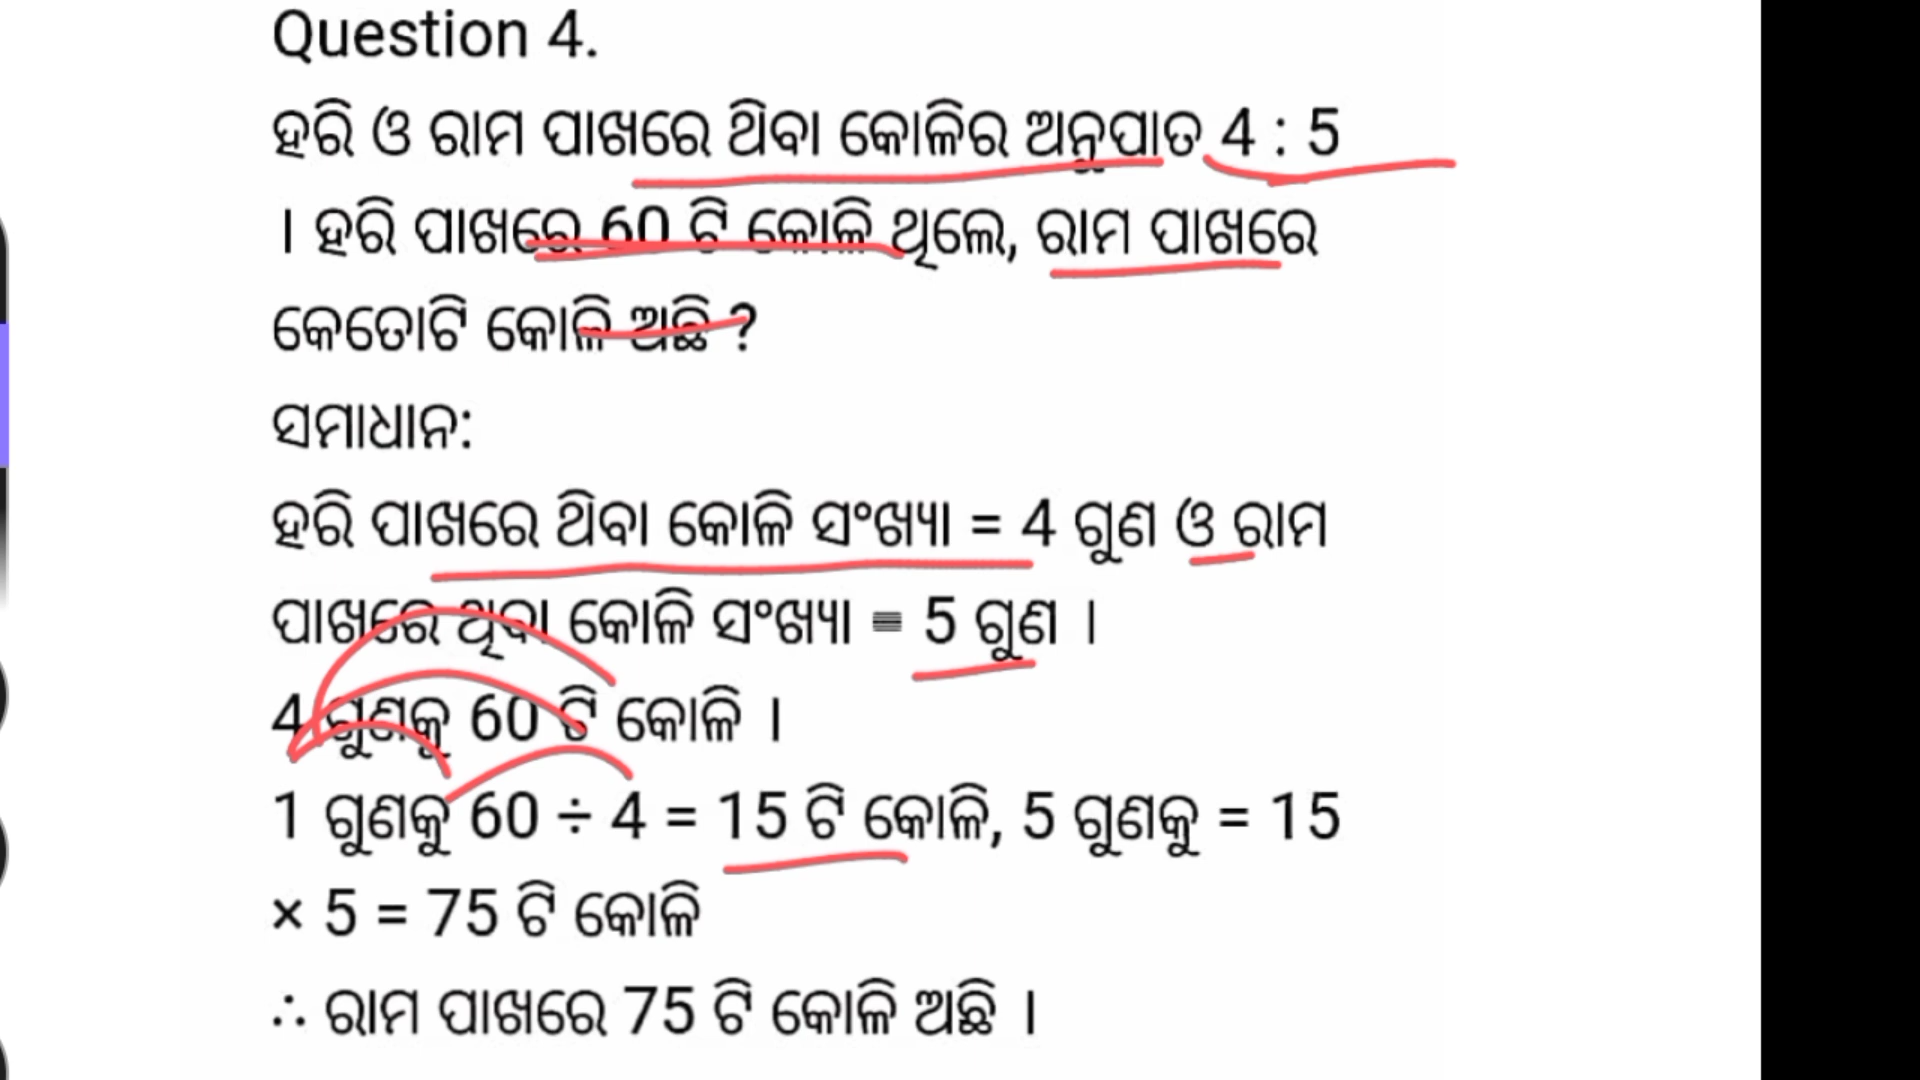 Question 4.
ହରି ଓ ରାମ ପାଖରେ ଥିବା କୋଳିର ଅନୁପାତ 4 : 5
। ହରି ପାଖରେ 60 ଟି କୋଳି ଥିଲେ, ରାମ ପାଖରେ
କେତୋଟି କୋଳି ଅଛି ?
ସମାଧାନ:
ହରି ପାଖରେ ଥିବା କୋଳି ସଂଖ୍ୟା = 4 ଗୁଣ ଓ ରାମ
ପାଖରେ ଥିବା କୋଳି ସଂଖ୍ୟା = 5 ଗୁଣ ।
4 ଗୁଣକୁ 60 ଟି କୋଳି ।
1 ଗୁଣକୁ 60 ÷ 4 = 15 ଟି କୋଳି, 5 ଗୁଣକୁ = 15
× 5 = 75 ଟି କୋଳି
∴ ରାମ ପାଖରେ 75 ଟି କୋଳି ଅଛି ।